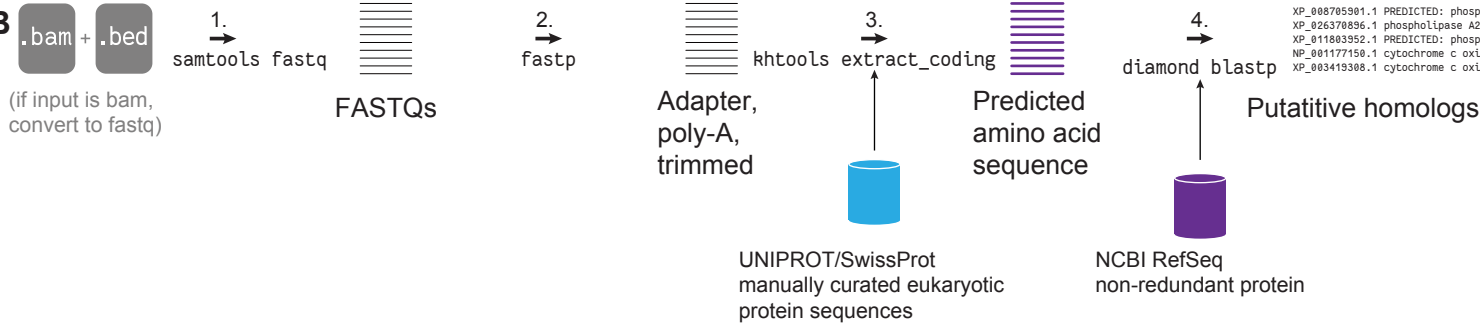 B
.bam + .bed
(if input is bam,
convert to fastq)
1.
samtools fastq
FASTQs
2.
fastp
Adapter,
poly-A,
trimmed
3.
khtools extract_coding
UNIPROT/SwissProt
manually curated eukaryotic
protein sequences
Predicted
amino acid
sequence
4.
diamond blastp
NCBI RefSeq
non-redundant protein
XP_008705901.1 PREDICTED: phosp
XP_026370896.1 phospholipase A2
XP_011803952.1 PREDICTED: phosp
NP_001177150.1 cytochrome c oxi
XP_003419308.1 cytochrome c oxi
Putatitive homologs